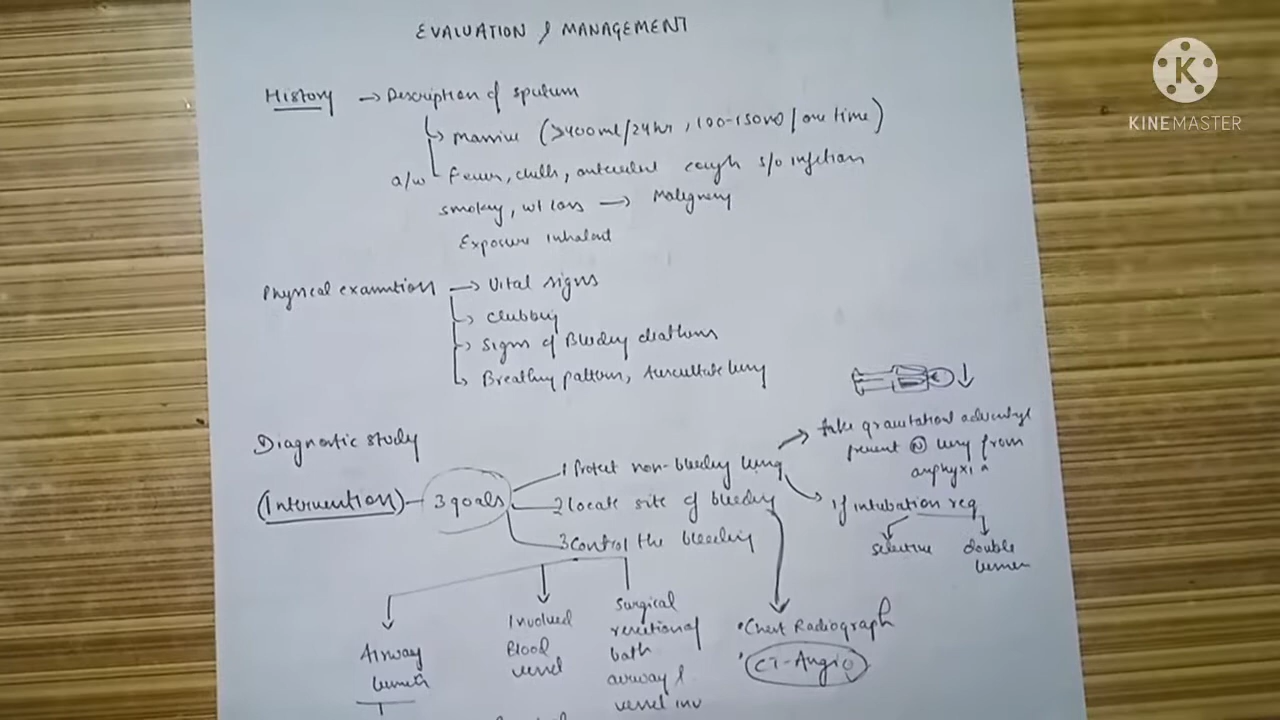 EVALUATION & MANAGEMENT
K
KINEMASTER
History → Description of sputum
→ Massive (>400ml/24hr, 100-150ml/one time)
a/w Fever, chills, antecedent cough s/o infection
smoking, wt loss → Malignancy
Exposure inhalant
Physical examination → Vital signs
→ Clubbing
→ Signs of Bleeding diathesis
→ Breathing pattern, Auscultate lung
Diagnostic study
(Intervention) - 3 goals
1 Protect non-bleeding lung
2 locate site of bleeding
3 Control the bleeding
take gravitational advantage
prevent Ⓝ lung from
asphyxia
if intubation req
selective
double
lumen
Airway
lumen
Involved
Blood
vessel
Surgical
resection of
both
airway &
vessel inv
• Chest Radiograph
• CT-Angio